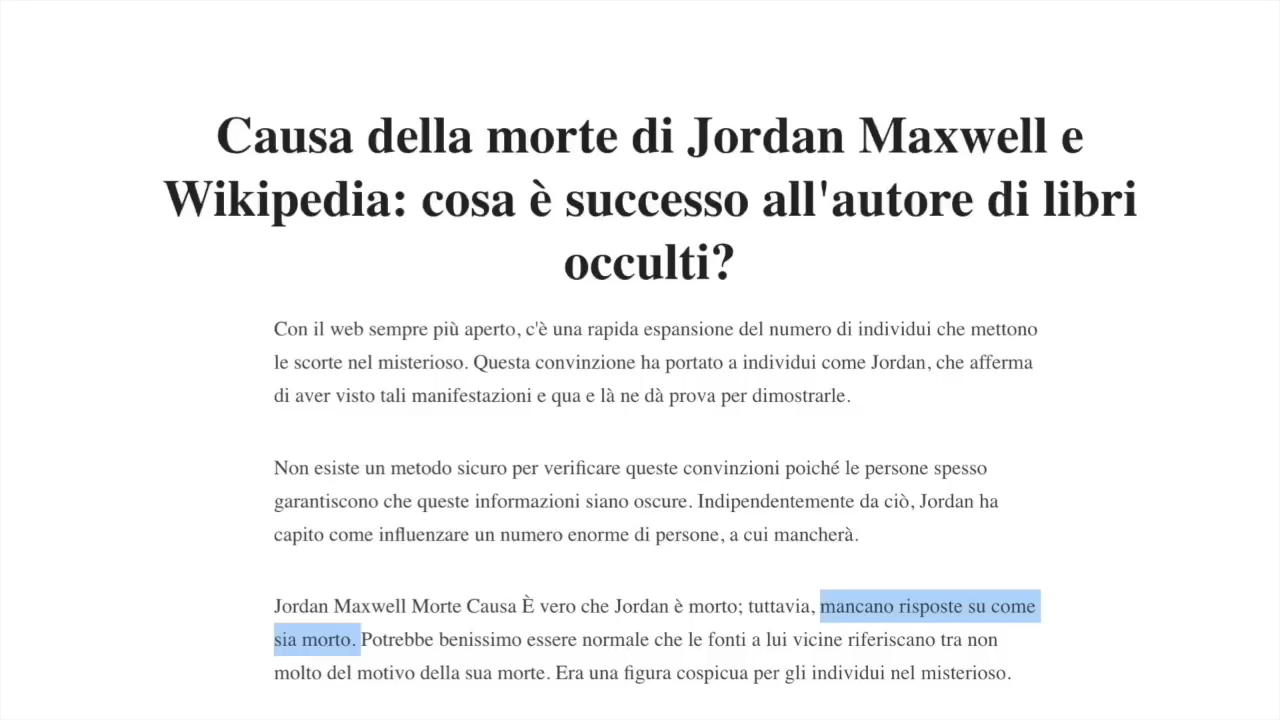 Causa della morte di Jordan Maxwell e
Wikipedia: cosa è successo all'autore di libri
occulti?
Con il web sempre più aperto, c'è una rapida espansione del numero di individui che mettono
le scorte nel misterioso. Questa convinzione ha portato a individui come Jordan, che afferma
di aver visto tali manifestazioni e qua e là ne dà prova per dimostrarle.
Non esiste un metodo sicuro per verificare queste convinzioni poiché le persone spesso
garantiscono che queste informazioni siano oscure. Indipendentemente da ciò, Jordan ha
capito come influenzare un numero enorme di persone, a cui mancherà.
Jordan Maxwell Morte Causa È vero che Jordan è morto; tuttavia, mancano risposte su come
sia morto. Potrebbe benissimo essere normale che le fonti a lui vicine riferiscano tra non
molto del motivo della sua morte. Era una figura cospicua per gli individui nel misterioso.